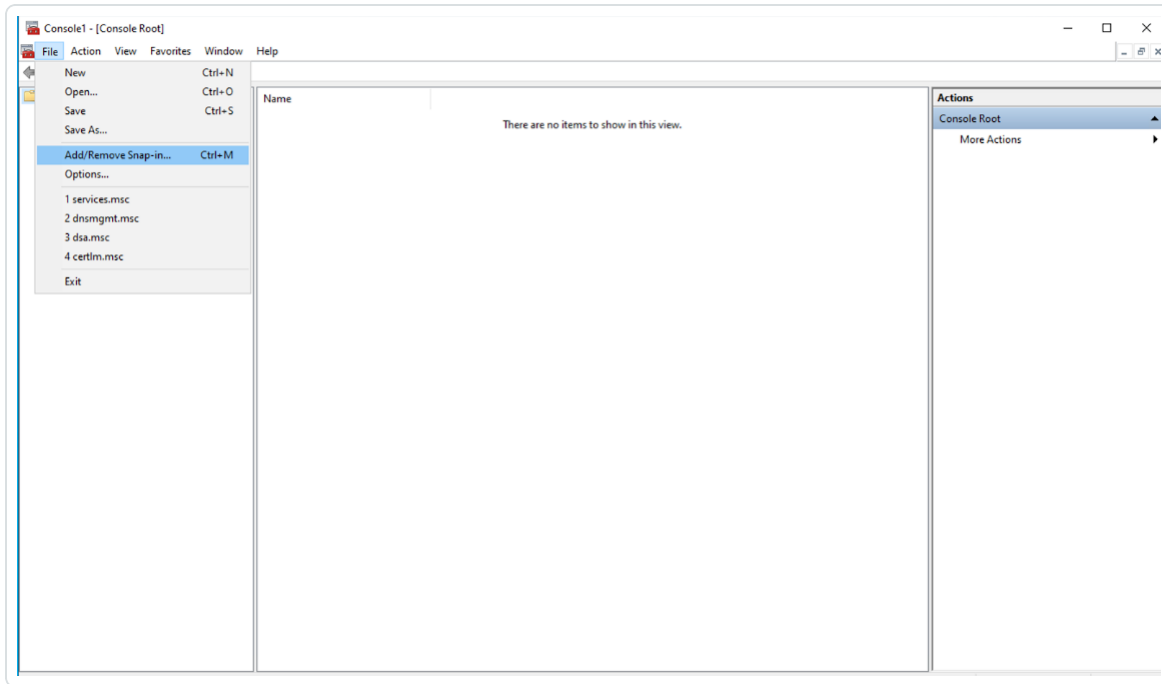 Console1 - [Console Root]
File Action View Favorites Window Help
New Ctrl+N
Open... Ctrl+O
Save Ctrl+S
Save As...
Add/Remove Snap-in... Ctrl+M
Options...
1 services.msc
2 dnsmgmt.msc
3 dsa.msc
4 certlm.msc
Exit
Name
There are no items to show in this view.
Actions
Console Root
More Actions